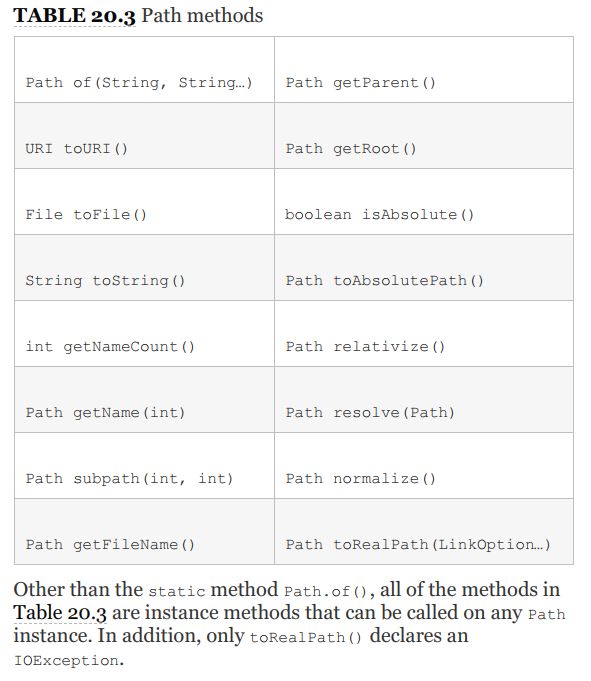 TABLE 20.3 Path methods
Path of(String, String…) Path getParent()
URI toURI() Path getRoot()
File toFile() boolean isAbsolute()
String toString() Path toAbsolutePath()
int getNameCount() Path relativize()
Path getName(int) Path resolve(Path)
Path subpath(int, int) Path normalize()
Path getFileName() Path toRealPath(LinkOption…)
Other than the static method Path.of(), all of the methods in
Table 20.3 are instance methods that can be called on any Path
instance. In addition, only toRealPath() declares an
IOException.